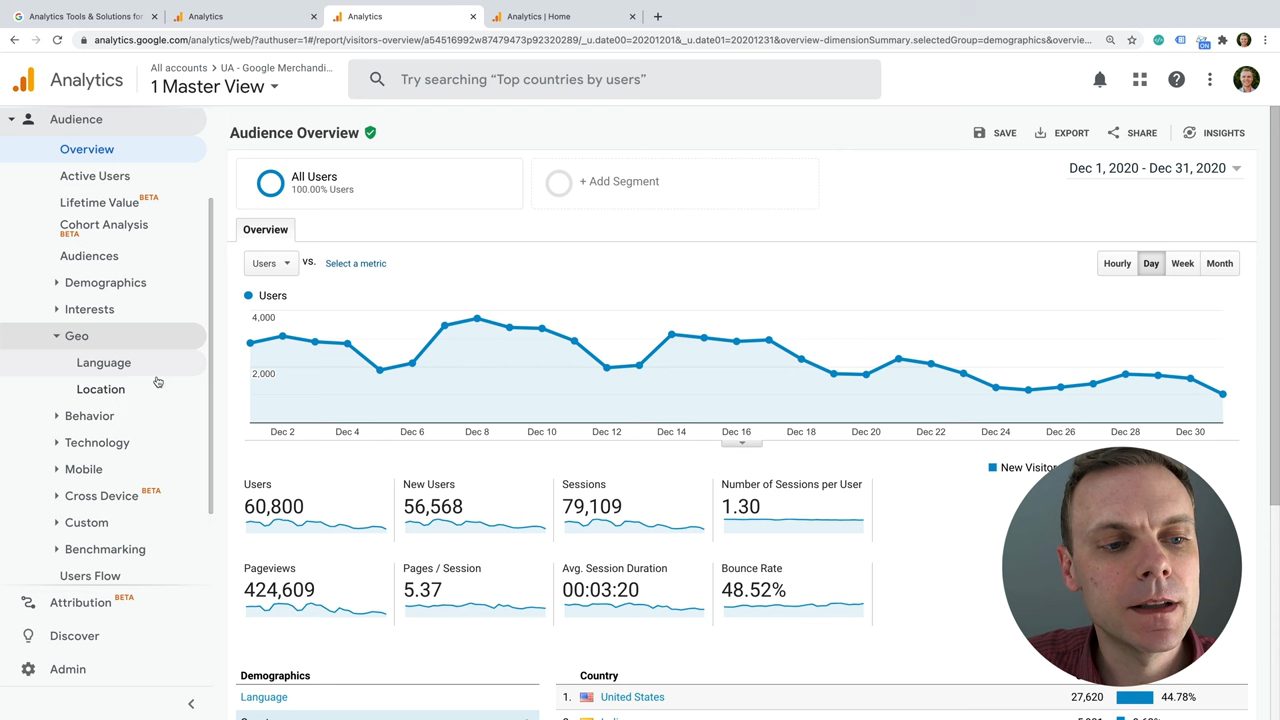 Analytics Tools & Solutions for
Analytics
Analytics
Analytics | Home
analytics.google.com/analytics/web/?authuser=1#/report/visitors-overview/a54516992w87479473p92320289/_u.date00=20201201&_u.date01=20201231&overview-dimensionSummary.selectedGroup=demographics&overvie...
ON
Analytics
All accounts > UA - Google Merchandi...
1 Master View
Try searching “Top countries by users”
Audience
Overview
Active Users
Lifetime Value BETA
Cohort Analysis
BETA
Audiences
Demographics
Interests
Geo
Language
Location
Behavior
Technology
Mobile
Cross Device BETA
Custom
Benchmarking
Users Flow
Attribution BETA
Discover
Admin
Audience Overview
SAVE
EXPORT
SHARE
INSIGHTS
All Users
100.00% Users
+ Add Segment
Dec 1, 2020 - Dec 31, 2020
Overview
Users
vs.
Select a metric
Hourly
Day
Week
Month
Users
4,000
2,000
Dec 2
Dec 4
Dec 6
Dec 8
Dec 10
Dec 12
Dec 14
Dec 16
Dec 18
Dec 20
Dec 22
Dec 24
Dec 26
Dec 28
Dec 30
New Visitor
Users
60,800
New Users
56,568
Sessions
79,109
Number of Sessions per User
1.30
Pageviews
424,609
Pages / Session
5.37
Avg. Session Duration
00:03:20
Bounce Rate
48.52%
Demographics
Country
Language
1.
United States
27,620
44.78%